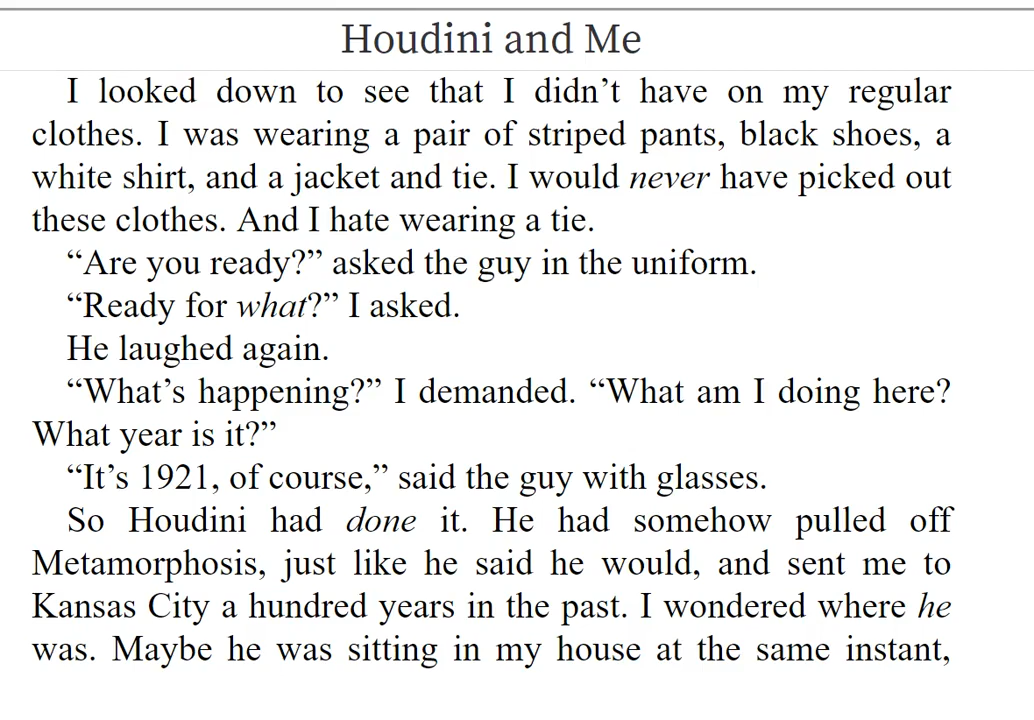 Houdini and Me
I looked down to see that I didn’t have on my regular
clothes. I was wearing a pair of striped pants, black shoes, a
white shirt, and a jacket and tie. I would never have picked out
these clothes. And I hate wearing a tie.
“Are you ready?” asked the guy in the uniform.
“Ready for what?” I asked.
He laughed again.
“What’s happening?” I demanded. “What am I doing here?
What year is it?”
“It’s 1921, of course,” said the guy with glasses.
So Houdini had done it. He had somehow pulled off
Metamorphosis, just like he said he would, and sent me to
Kansas City a hundred years in the past. I wondered where he
was. Maybe he was sitting in my house at the same instant,